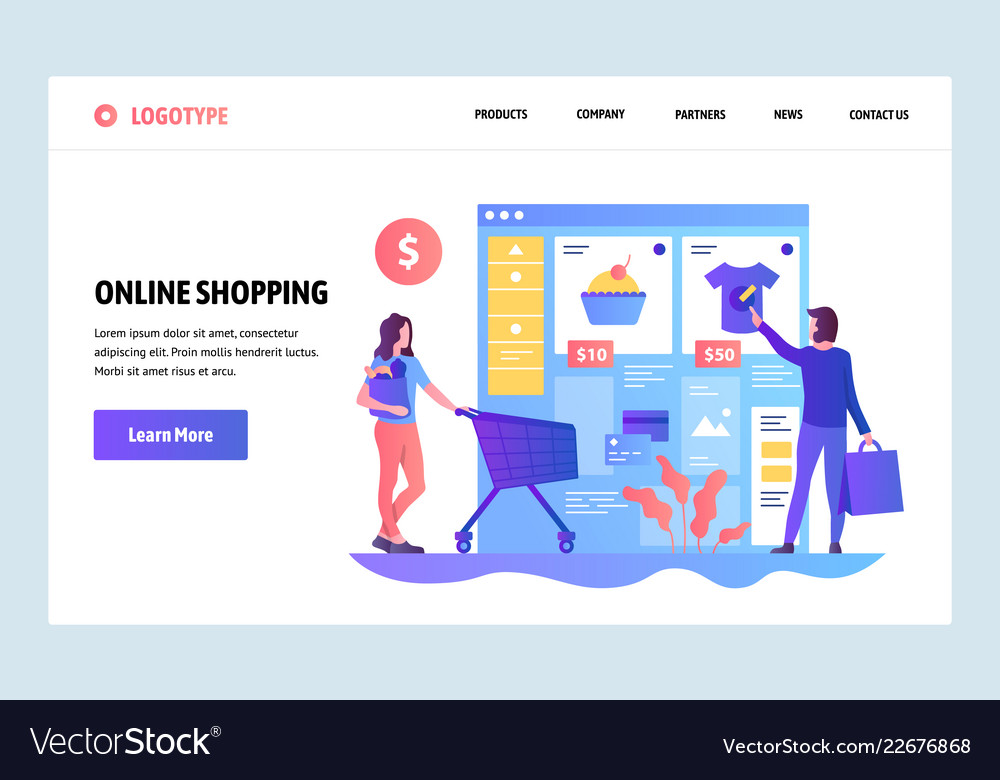 LOGOTYPE
PRODUCTS
COMPANY
PARTNERS
NEWS
CONTACT US
$
ONLINE SHOPPING
Lorem ipsum dolor sit amet, consectetur
adipiscing elit. Proin mollis hendrerit luctus.
Morbi sit amet risus et arcu.
Learn More
$10
$50
VectorStock®
VectorStock.com/22676868